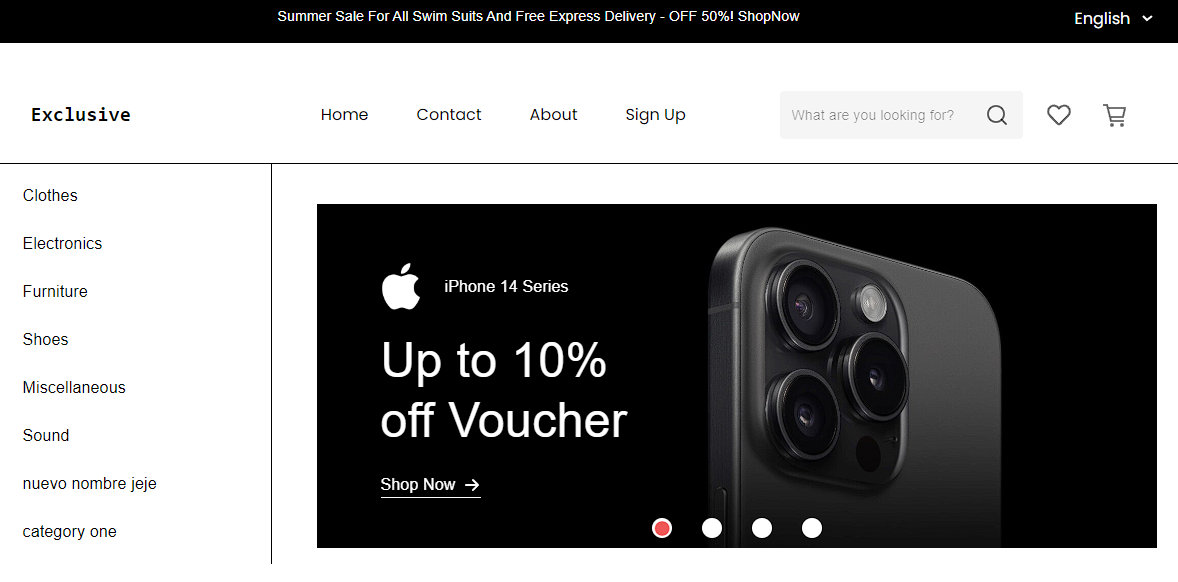 Summer Sale For All Swim Suits And Free Express Delivery - OFF 50%! ShopNow
English
Exclusive
Home
Contact
About
Sign Up
What are you looking for?
Clothes
Electronics
Furniture
Shoes
Miscellaneous
Sound
nuevo nombre jeje
category one
iPhone 14 Series
Up to 10%
off Voucher
Shop Now